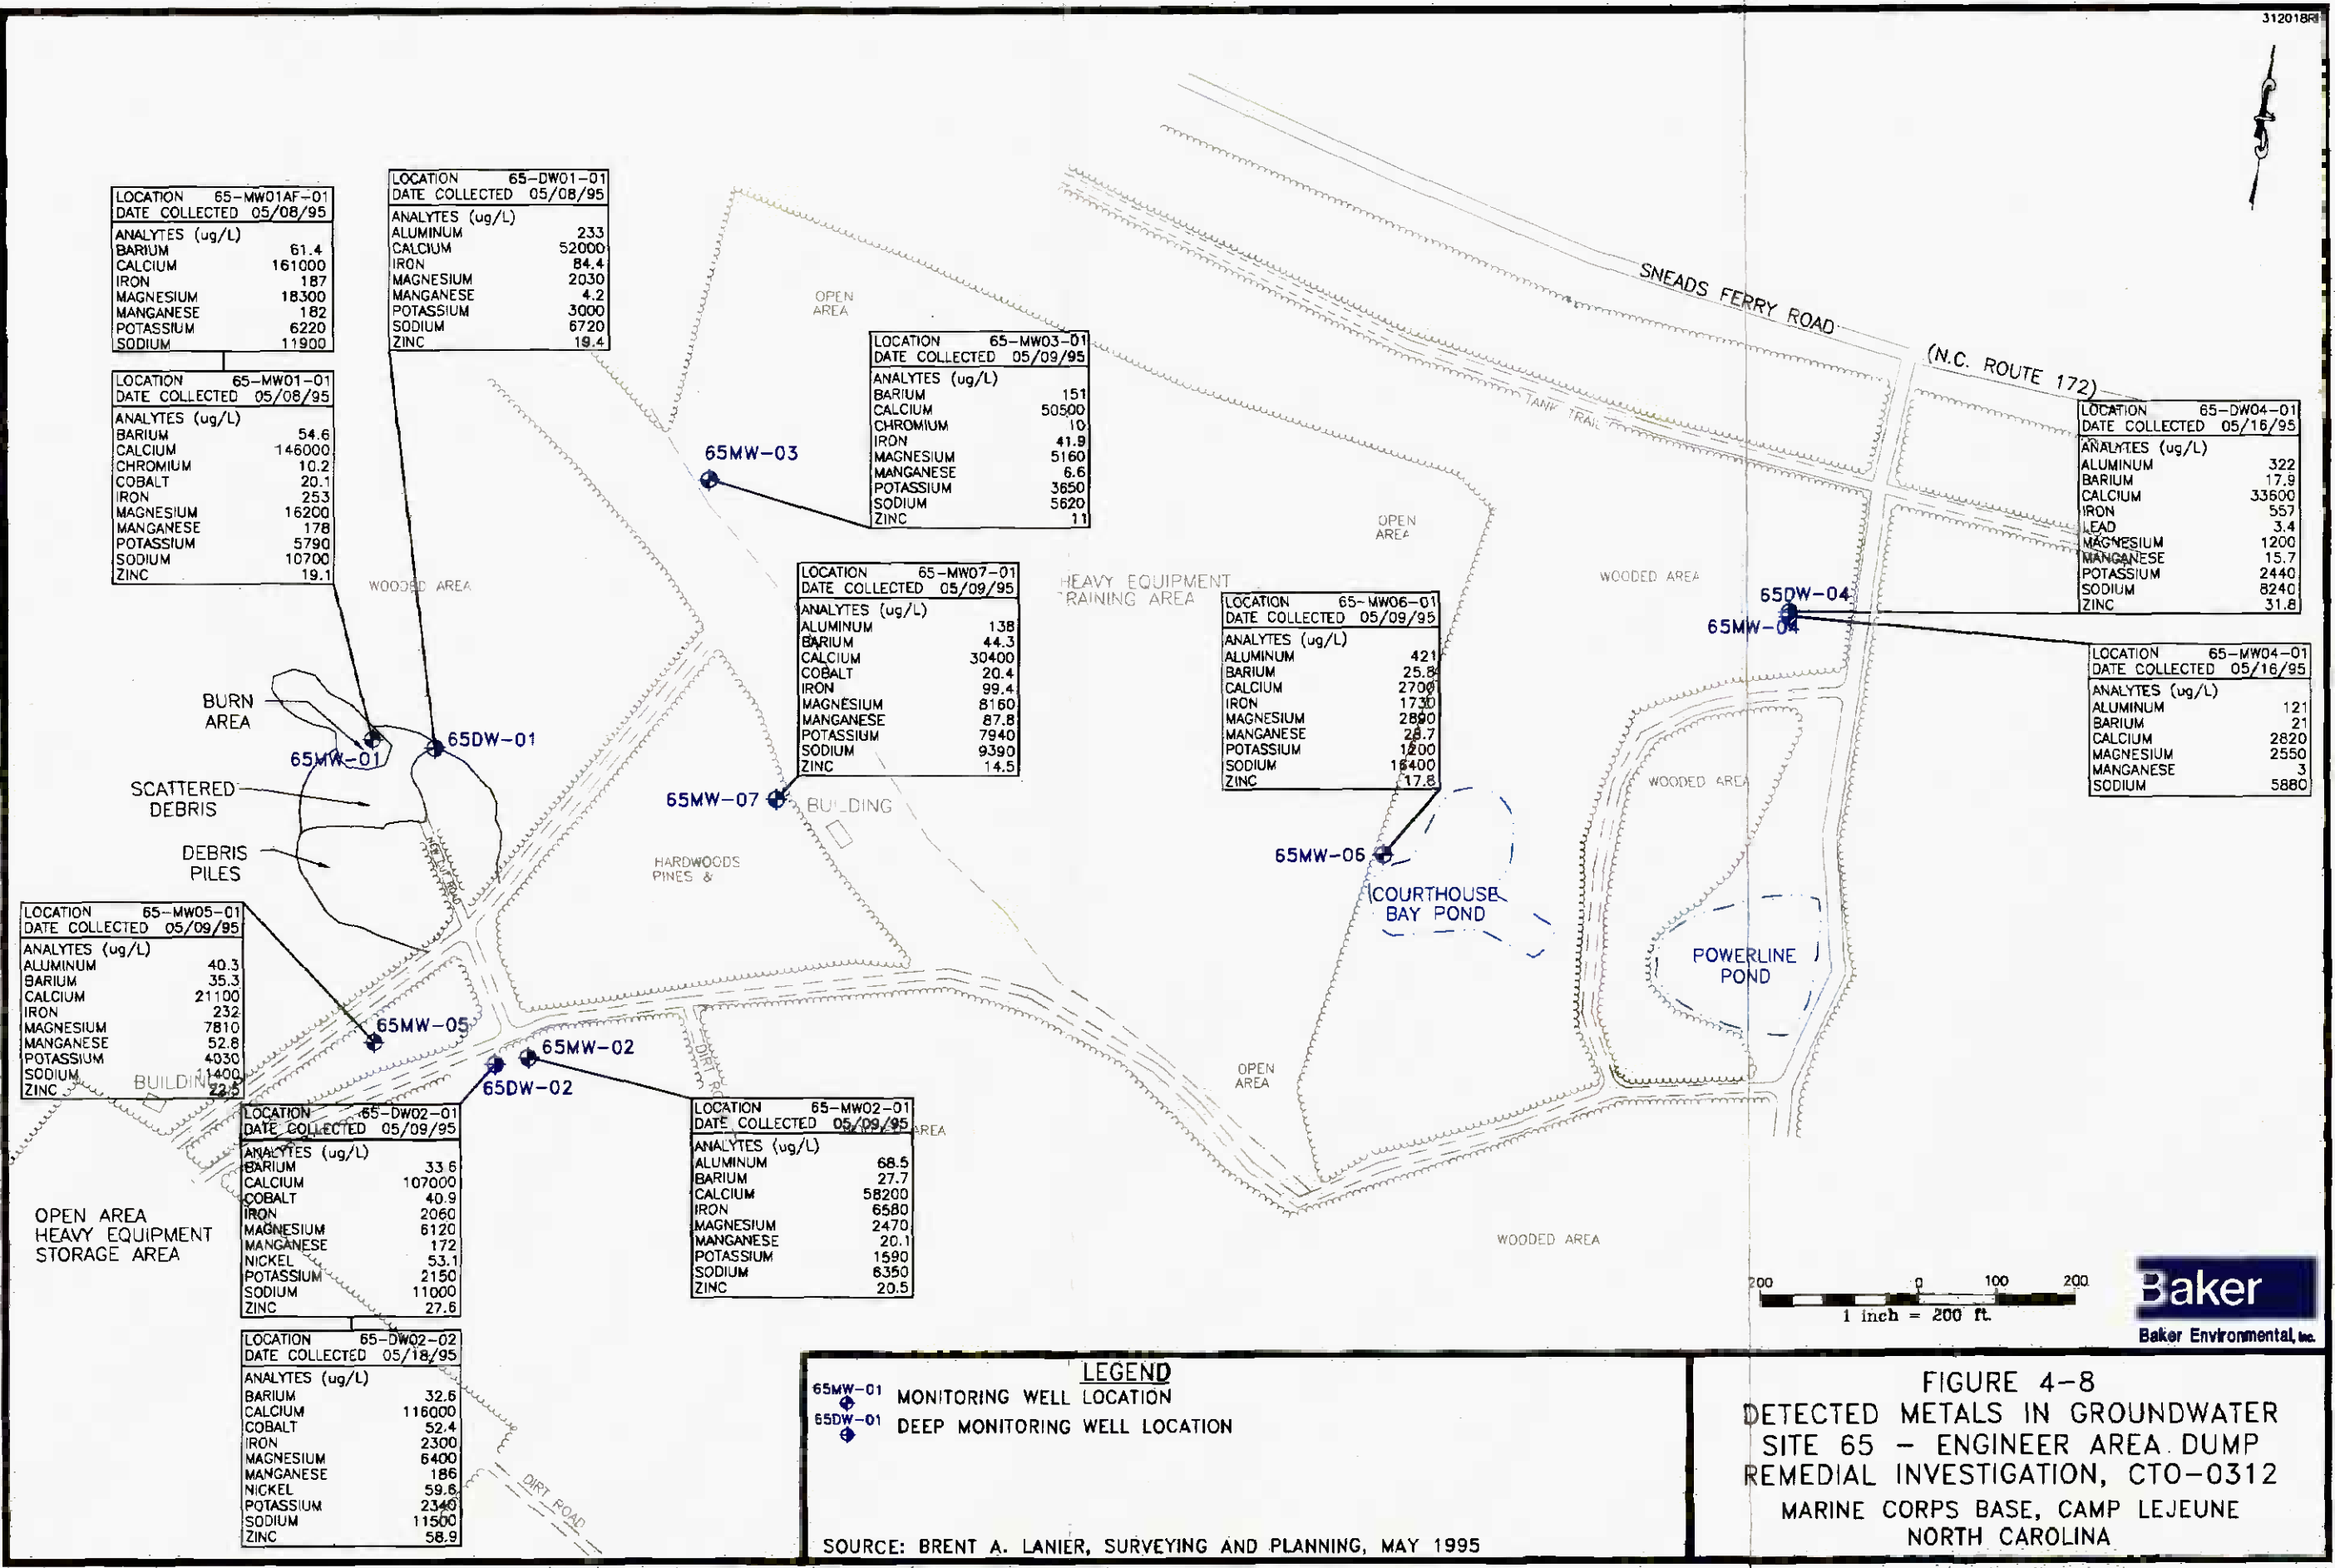 312018RI
LOCATION 65-MW01AF-01
DATE COLLECTED 05/08/95
ANALYTES (ug/L)
BARIUM 61.4
CALCIUM 161000
IRON 187
MAGNESIUM 18300
MANGANESE 182
POTASSIUM 6220
SODIUM 11900
LOCATION 65-DW01-01
DATE COLLECTED 05/08/95
ANALYTES (ug/L)
ALUMINUM 233
CALCIUM 52000
IRON 84.4
MAGNESIUM 2030
MANGANESE 4.2
POTASSIUM 3000
SODIUM 6720
ZINC 19.4
LOCATION 65-MW01-01
DATE COLLECTED 05/08/95
ANALYTES (ug/L)
BARIUM 54.6
CALCIUM 146000
CHROMIUM 10.2
COBALT 20.1
IRON 253
MAGNESIUM 16200
MANGANESE 178
POTASSIUM 5790
SODIUM 10700
ZINC 19.1
OPEN
AREA
LOCATION 65-MW03-01
DATE COLLECTED 05/09/95
ANALYTES (ug/L)
BARIUM 151
CALCIUM 50500
CHROMIUM 10
IRON 41.9
MAGNESIUM 5160
MANGANESE 6.6
POTASSIUM 3650
SODIUM 5620
ZINC 11
65MW-03
SNEADS FERRY ROAD
(N.C. ROUTE 172)
TANK TRAIL
LOCATION 65-DW04-01
DATE COLLECTED 05/16/95
ANALYTES (ug/L)
ALUMINUM 322
BARIUM 17.9
CALCIUM 33600
IRON 557
LEAD 3.4
MAGNESIUM 1200
MANGANESE 15.7
POTASSIUM 2440
SODIUM 8240
ZINC 31.8
OPEN
AREA
WOODED AREA
WOODED AREA
HEAVY EQUIPMENT
TRAINING AREA
LOCATION 65-MW07-01
DATE COLLECTED 05/09/95
ANALYTES (ug/L)
ALUMINUM 138
BARIUM 44.3
CALCIUM 30400
COBALT 20.4
IRON 99.4
MAGNESIUM 8160
MANGANESE 87.8
POTASSIUM 7940
SODIUM 9390
ZINC 14.5
LOCATION 65-MW06-01
DATE COLLECTED 05/09/95
ANALYTES (ug/L)
ALUMINUM 421
BARIUM 25.8
CALCIUM 2700
IRON 1730
MAGNESIUM 2890
MANGANESE 28.7
POTASSIUM 1200
SODIUM 16400
ZINC 17.8
65DW-04
65MW-04
LOCATION 65-MW04-01
DATE COLLECTED 05/16/95
ANALYTES (ug/L)
ALUMINUM 121
BARIUM 21
CALCIUM 2820
MAGNESIUM 2550
MANGANESE 3
SODIUM 5880
BURN
AREA
65MW-01
65DW-01
SCATTERED
DEBRIS
DEBRIS
PILES
NEW CUT ROAD
65MW-07
BUILDING
HARDWOODS
PINES &
WOODED AREA
65MW-06
COURTHOUSE
BAY POND
POWERLINE
POND
LOCATION 65-MW05-01
DATE COLLECTED 05/09/95
ANALYTES (ug/L)
ALUMINUM 40.3
BARIUM 35.3
CALCIUM 21100
IRON 232
MAGNESIUM 7810
MANGANESE 52.8
POTASSIUM 4030
SODIUM 11400
ZINC 22.5
BUILDING
65MW-05
65MW-02
65DW-02
DIRT
OPEN
AREA
LOCATION 65-DW02-01
DATE COLLECTED 05/09/95
ANALYTES (ug/L)
BARIUM 33.6
CALCIUM 107000
COBALT 40.9
IRON 2060
MAGNESIUM 6120
MANGANESE 172
NICKEL 53.1
POTASSIUM 2150
SODIUM 11000
ZINC 27.6
LOCATION 65-MW02-01
DATE COLLECTED 05/09/95
ANALYTES (ug/L)
ALUMINUM 68.5
BARIUM 27.7
CALCIUM 58200
IRON 6580
MAGNESIUM 2470
MANGANESE 20.1
POTASSIUM 1590
SODIUM 6350
ZINC 20.5
AREA
OPEN AREA
HEAVY EQUIPMENT
STORAGE AREA
WOODED AREA
LOCATION 65-DW02-02
DATE COLLECTED 05/18/95
ANALYTES (ug/L)
BARIUM 32.6
CALCIUM 116000
COBALT 52.4
IRON 2300
MAGNESIUM 6400
MANGANESE 186
NICKEL 59.6
POTASSIUM 2340
SODIUM 11500
ZINC 58.9
DIRT ROAD
200 0 100 200
1 inch = 200 ft.
Baker
Baker Environmental, Inc.
LEGEND
65MW-01 MONITORING WELL LOCATION
65DW-01 DEEP MONITORING WELL LOCATION
SOURCE: BRENT A. LANIER, SURVEYING AND PLANNING, MAY 1995
FIGURE 4-8
DETECTED METALS IN GROUNDWATER
SITE 65 - ENGINEER AREA DUMP
REMEDIAL INVESTIGATION, CTO-0312
MARINE CORPS BASE, CAMP LEJEUNE
NORTH CAROLINA